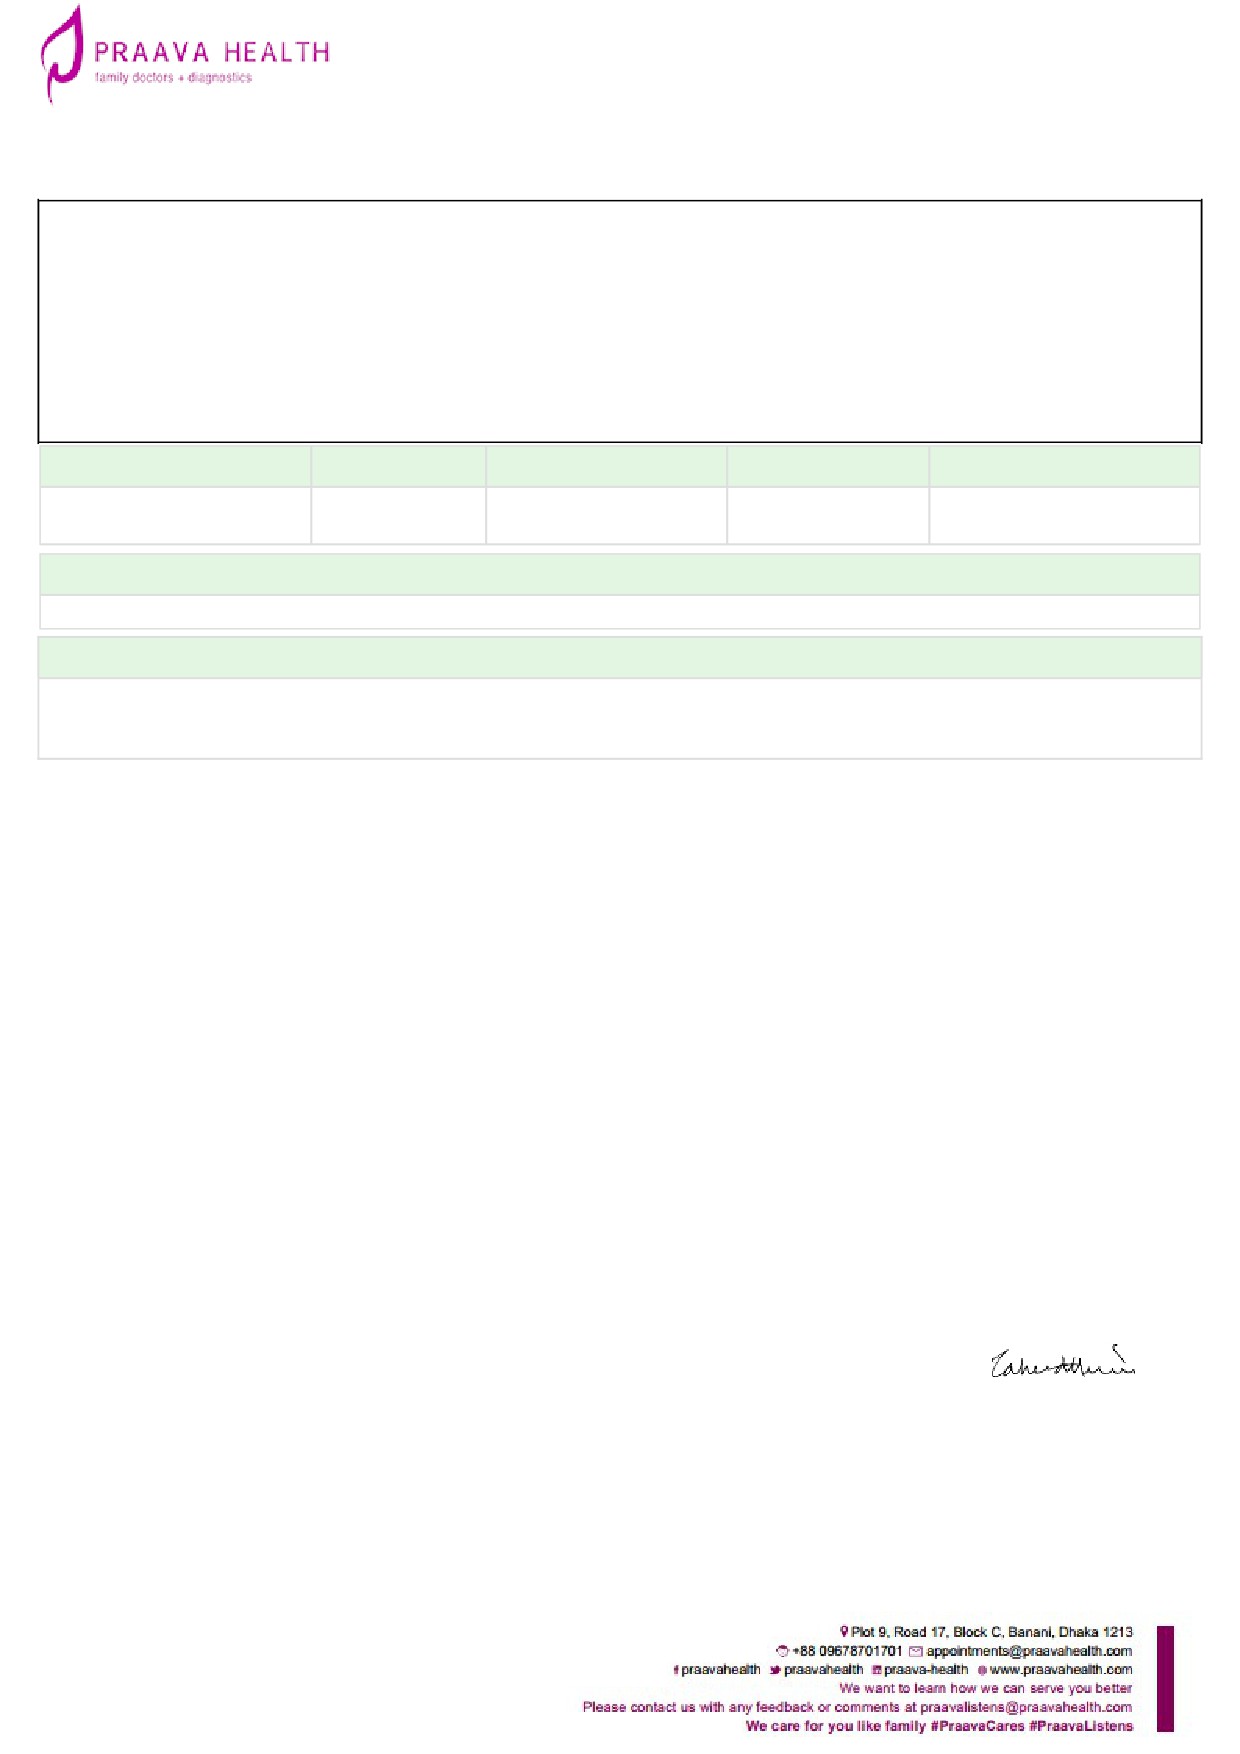 PRAAVA HEALTH
family doctors + diagnostics
Plot 9, Road 17, Block C, Banani, Dhaka 1213
+88 09678701701 appointments@praavahealth.com
praavahealth praavahealth praava-health www.praavahealth.com
We want to learn how we can serve you better
Please contact us with any feedback or comments at praavalistens@praavahealth.com
We care for you like family #PraavaCares #PraavaListens